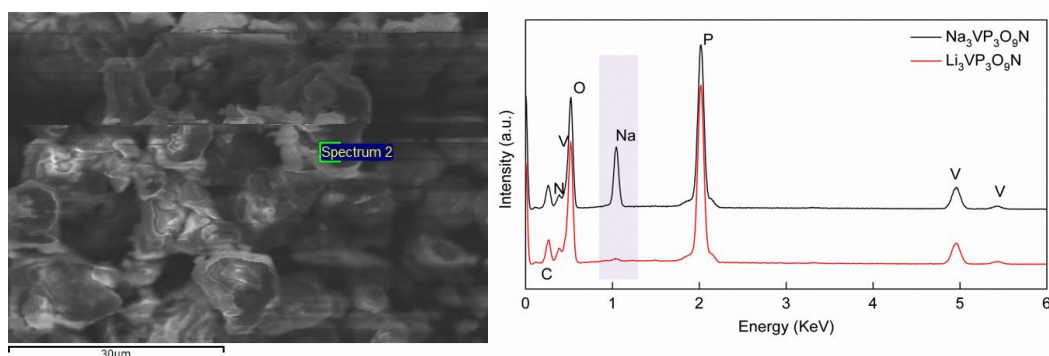 Spectrum 2
30μm
Intensity (a.u.)
C
N
V
O
Na
P
V
V
Na₃VP₃O₉N
Li₃VP₃O₉N
0
1
2
3
4
5
6
Energy (KeV)